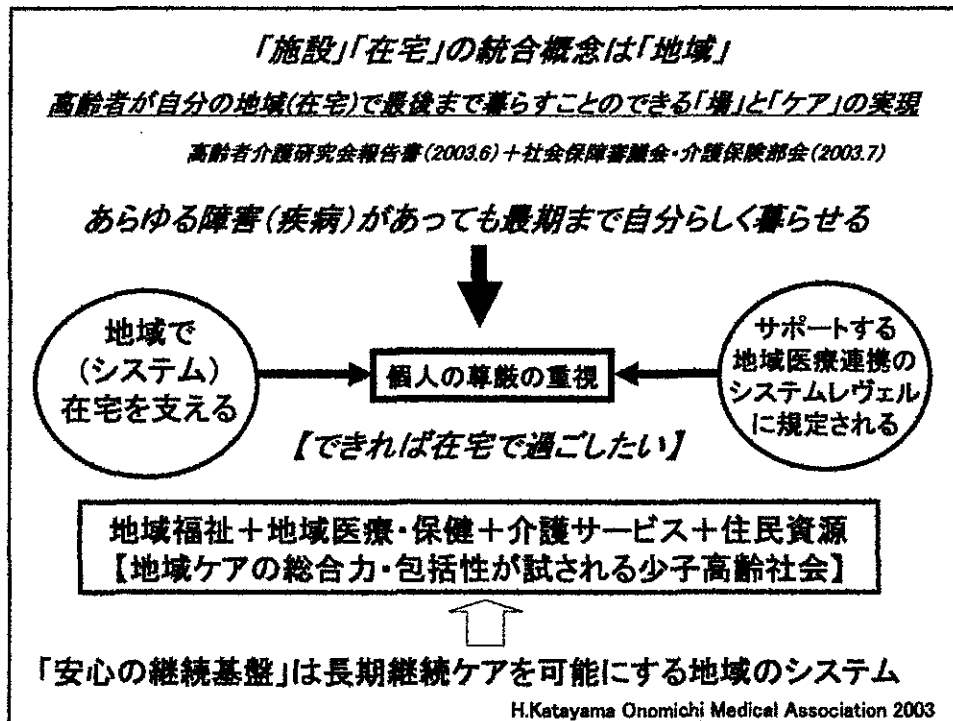 「施設」「在宅」の統合概念は「地域」
高齢者が自分の地域(在宅)で最後まで暮らすことのできる「場」と「ケア」の実現
高齢者介護研究会報告書(2003.6)+社会保障審議会・介護保険部会(2003.7)
あらゆる障害(疾病)があっても最期まで自分らしく暮らせる
地域で
(システム)
在宅を支える
個人の尊厳の重視
サポートする
地域医療連携の
システムレヴェル
に規定される
【できれば在宅で過ごしたい】
地域福祉+地域医療・保健+介護サービス+住民資源
【地域ケアの総合力・包括性が試される少子高齢社会】
「安心の継続基盤」は長期継続ケアを可能にする地域のシステム
H.Katayama Onomichi Medical Association 2003